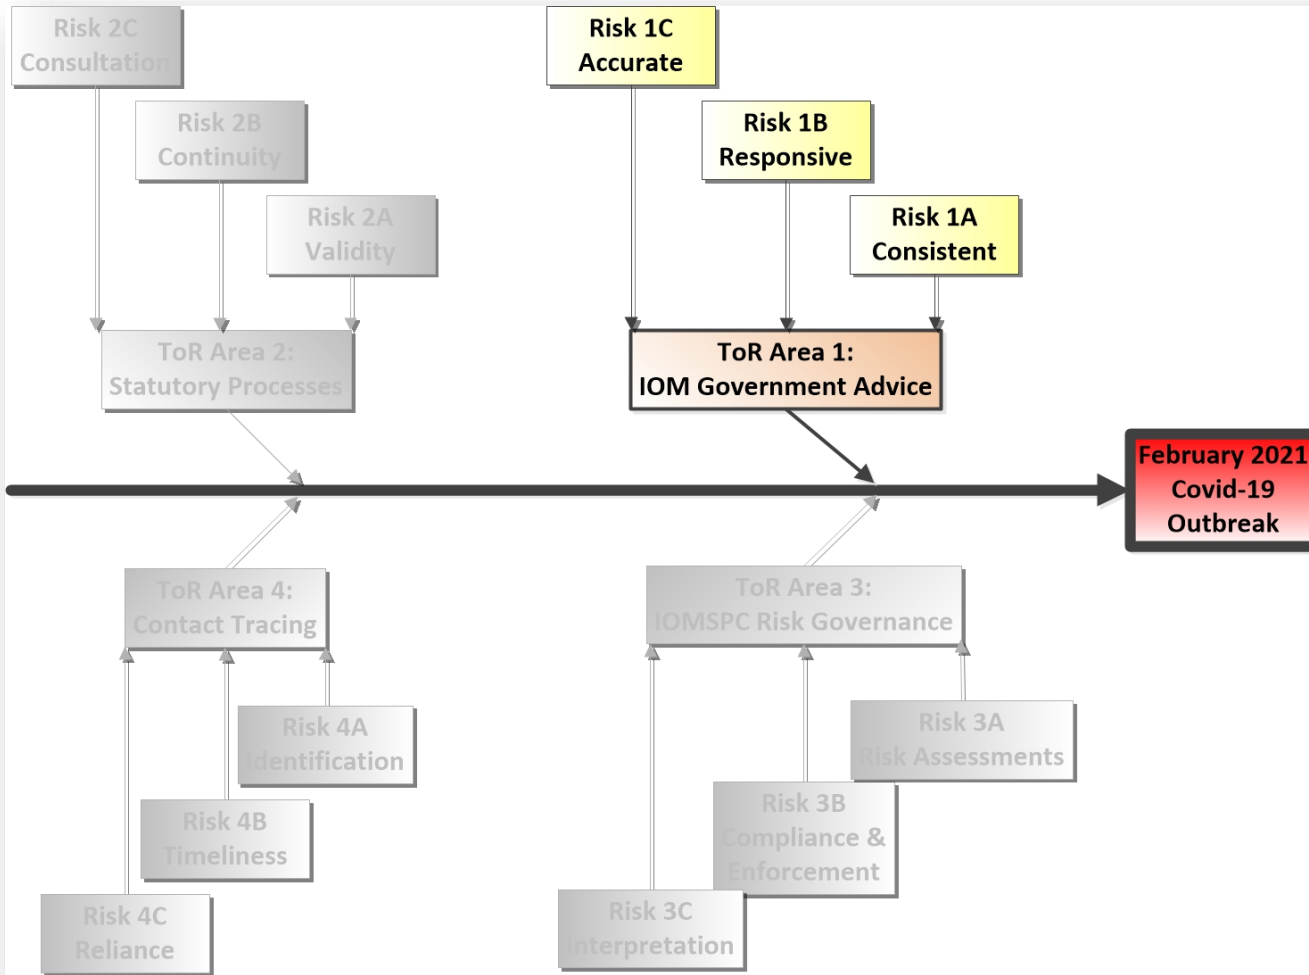 Risk 2C
Consultation
Risk 2B
Continuity
Risk 2A
Validity
ToR Area 2:
Statutory Processes
Risk 1C
Accurate
Risk 1B
Responsive
Risk 1A
Consistent
ToR Area 1:
IOM Government Advice
February 2021
Covid-19
Outbreak
ToR Area 4:
Contact Tracing
Risk 4A
Identification
Risk 4B
Timeliness
Risk 4C
Reliance
ToR Area 3:
IOMSPC Risk Governance
Risk 3A
Risk Assessments
Risk 3B
Compliance &
Enforcement
Risk 3C
Interpretation